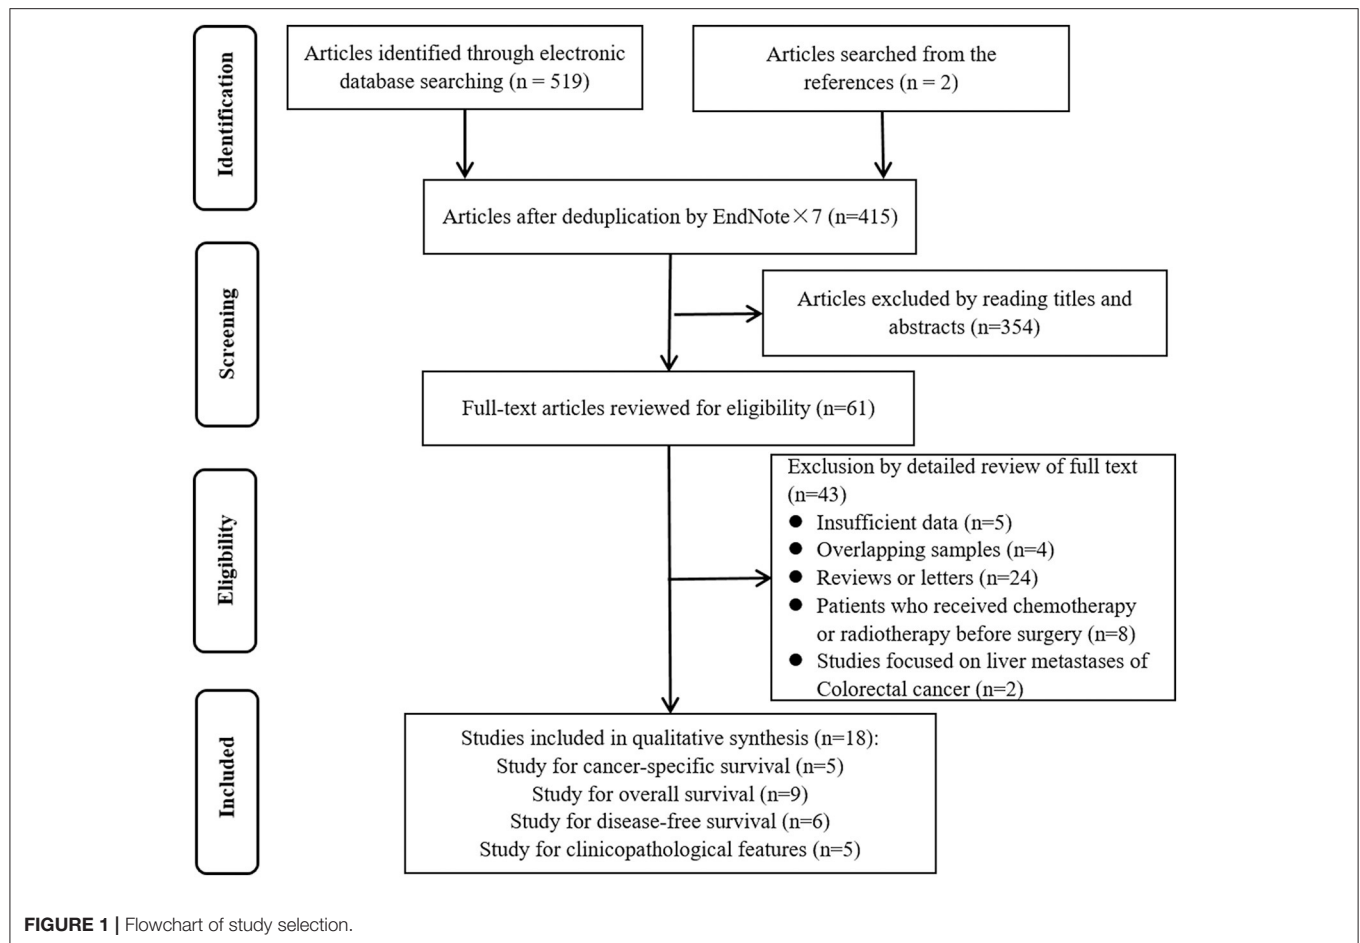 Identification
Articles identified through electronic
database searching (n = 519)
Articles searched from the
references (n = 2)
Articles after deduplication by EndNote×7 (n=415)
Screening
Articles excluded by reading titles and
abstracts (n=354)
Full-text articles reviewed for eligibility (n=61)
Eligibility
Exclusion by detailed review of full text
(n=43)
● Insufficient data (n=5)
● Overlapping samples (n=4)
● Reviews or letters (n=24)
● Patients who received chemotherapy
or radiotherapy before surgery (n=8)
● Studies focused on liver metastases of
Colorectal cancer (n=2)
Included
Studies included in qualitative synthesis (n=18):
Study for cancer-specific survival (n=5)
Study for overall survival (n=9)
Study for disease-free survival (n=6)
Study for clinicopathological features (n=5)
FIGURE 1 | Flowchart of study selection.